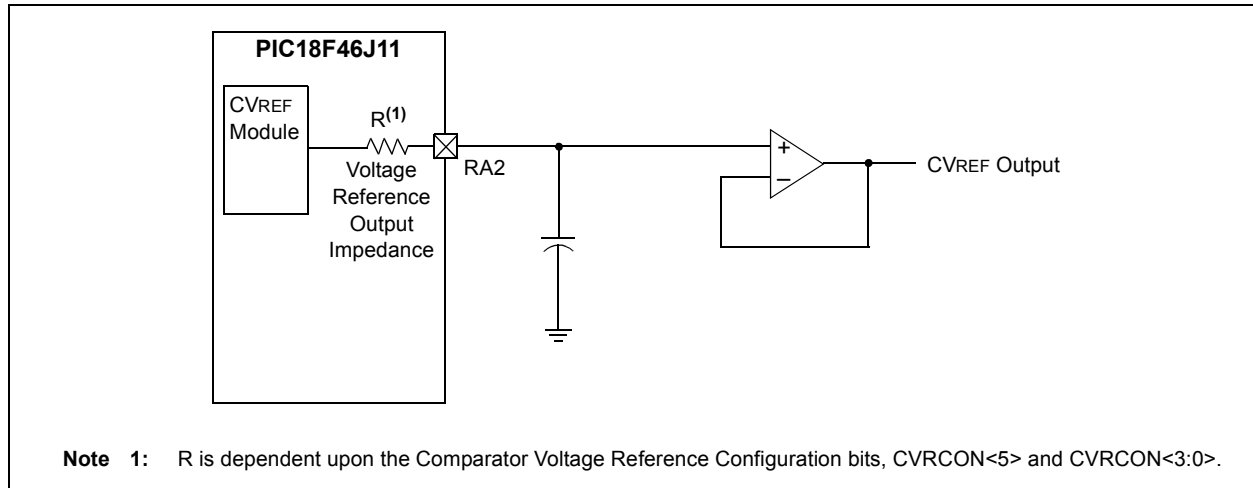 PIC18F46J11
CVREF
Module
R(1)
Voltage
Reference
Output
Impedance
RA2
+
–
CVREF Output
Note 1: R is dependent upon the Comparator Voltage Reference Configuration bits, CVRCON<5> and CVRCON<3:0>.